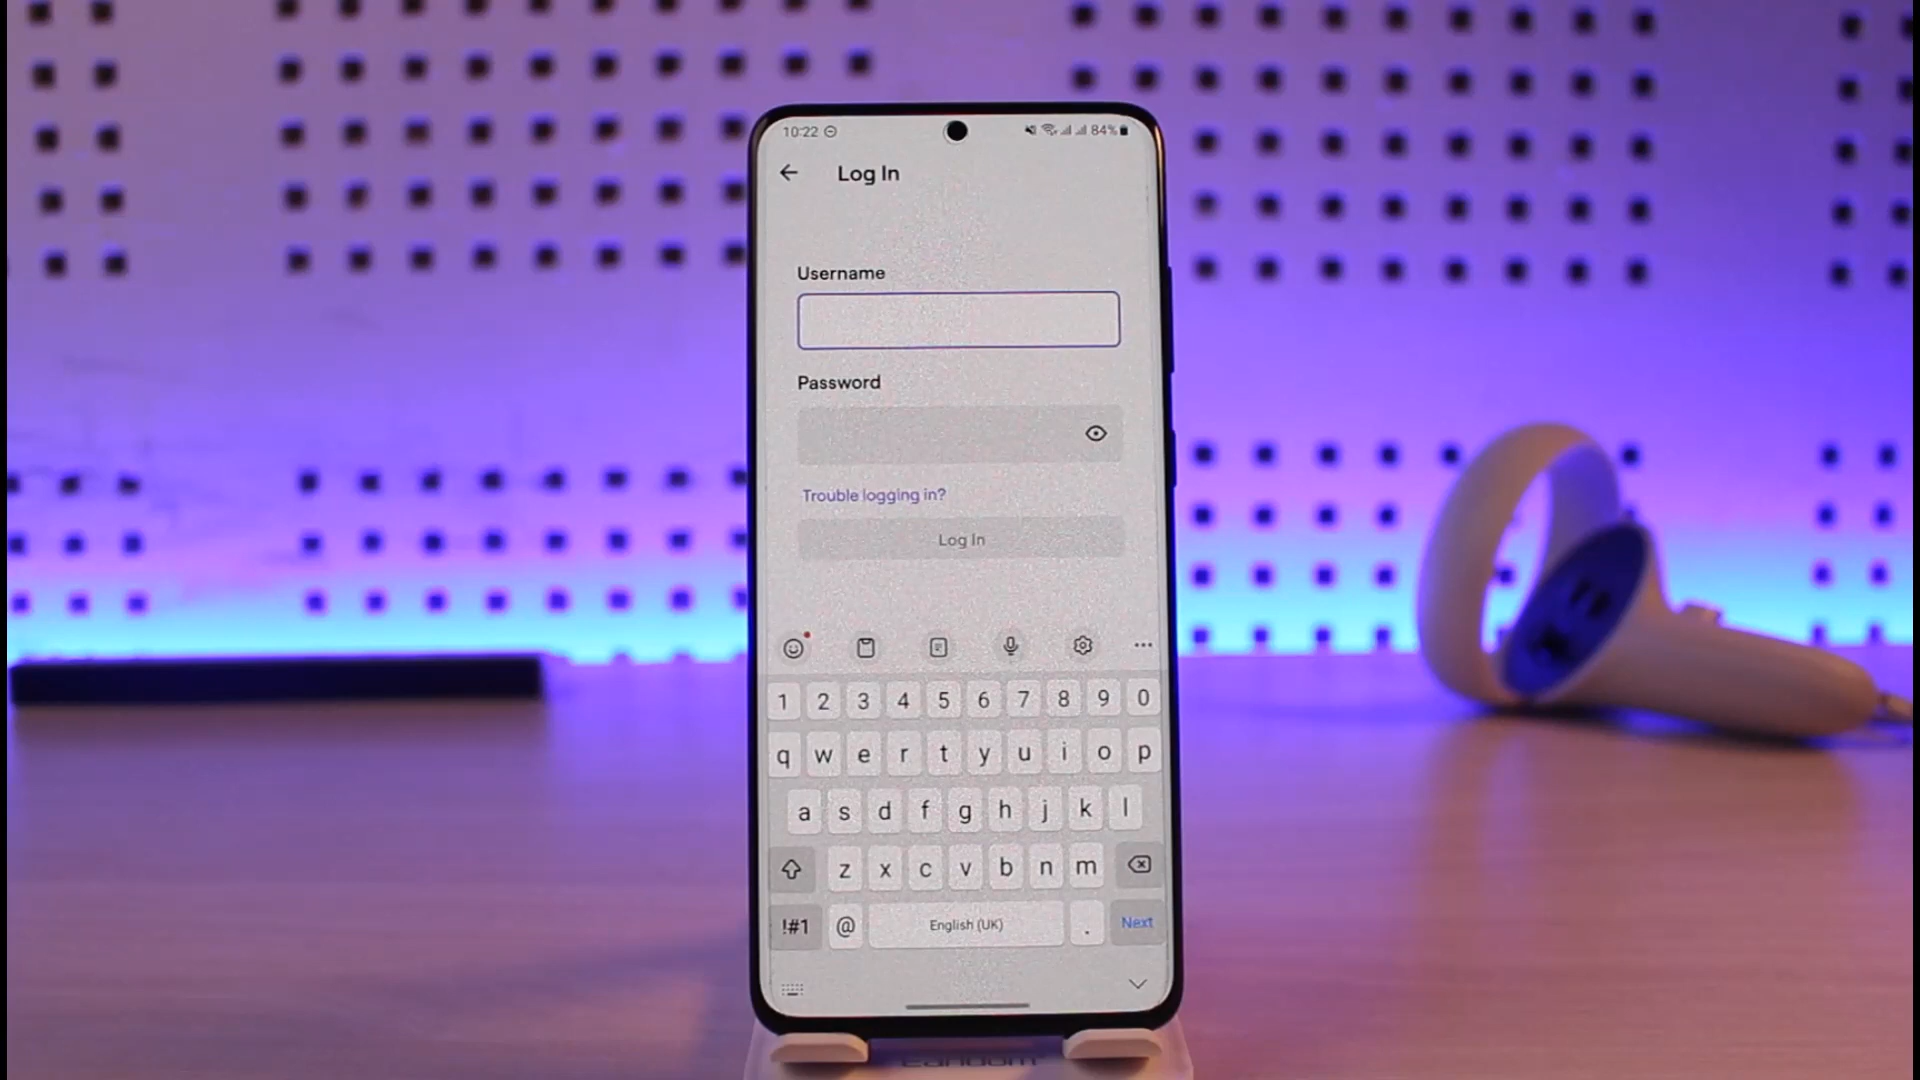 10:22
84%
Log In
Username
Password
Trouble logging in?
Log In
1 2 3 4 5 6 7 8 9 0
q w e r t y u i o p
a s d f g h j k l
z x c v b n m
!#1 @ English (UK) . Next